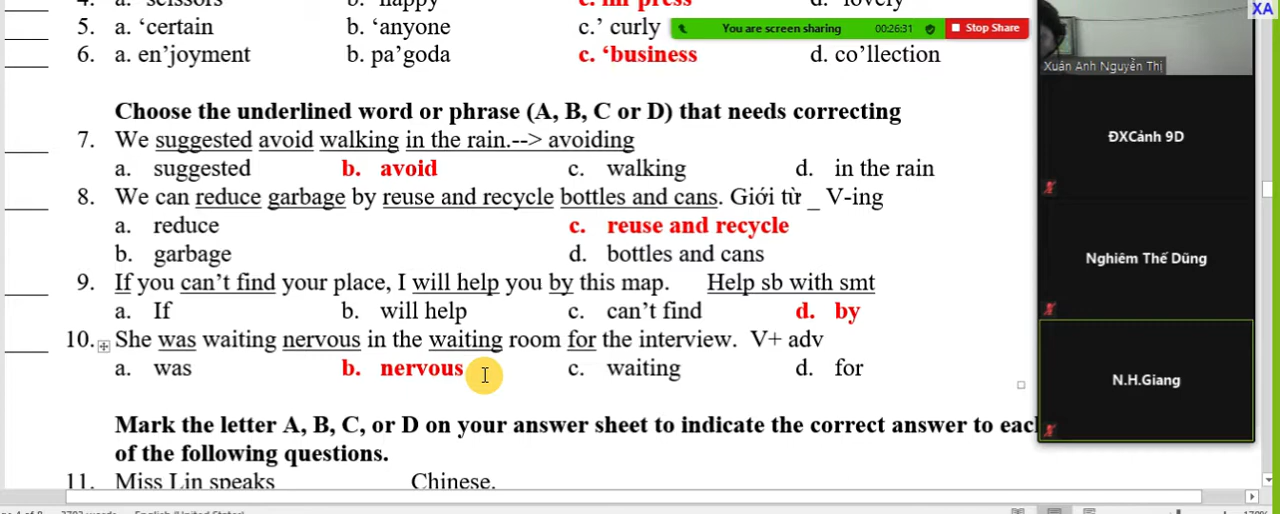 4. a. ‘scissors b. ‘happy c. im’press d. ‘lovely
5. a. ‘certain b. ‘anyone c.’ curly
6. a. en’joyment b. pa’goda c. ‘business d. co’llection
You are screen sharing 00:26:31 Stop Share
XA
Xuân Anh Nguyễn Thị
Choose the underlined word or phrase (A, B, C or D) that needs correcting
7. We suggested avoid walking in the rain.--> avoiding
a. suggested b. avoid c. walking d. in the rain
8. We can reduce garbage by reuse and recycle bottles and cans. Giới từ _ V-ing
a. reduce c. reuse and recycle
b. garbage d. bottles and cans
9. If you can’t find your place, I will help you by this map. Help sb with smt
a. If b. will help c. can’t find d. by
10. She was waiting nervous in the waiting room for the interview. V+ adv
a. was b. nervous c. waiting d. for
Mark the letter A, B, C, or D on your answer sheet to indicate the correct answer to each
of the following questions.
11. Miss Lin speaks Chinese.
ĐXCảnh 9D
Nghiêm Thế Dũng
N.H.Giang